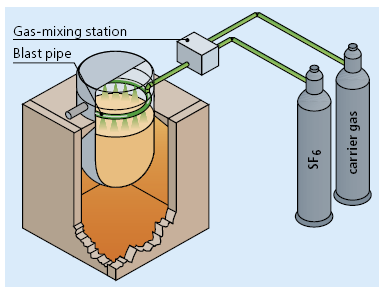 Gas-mixing station
Blast pipe
SF6
carrier gas